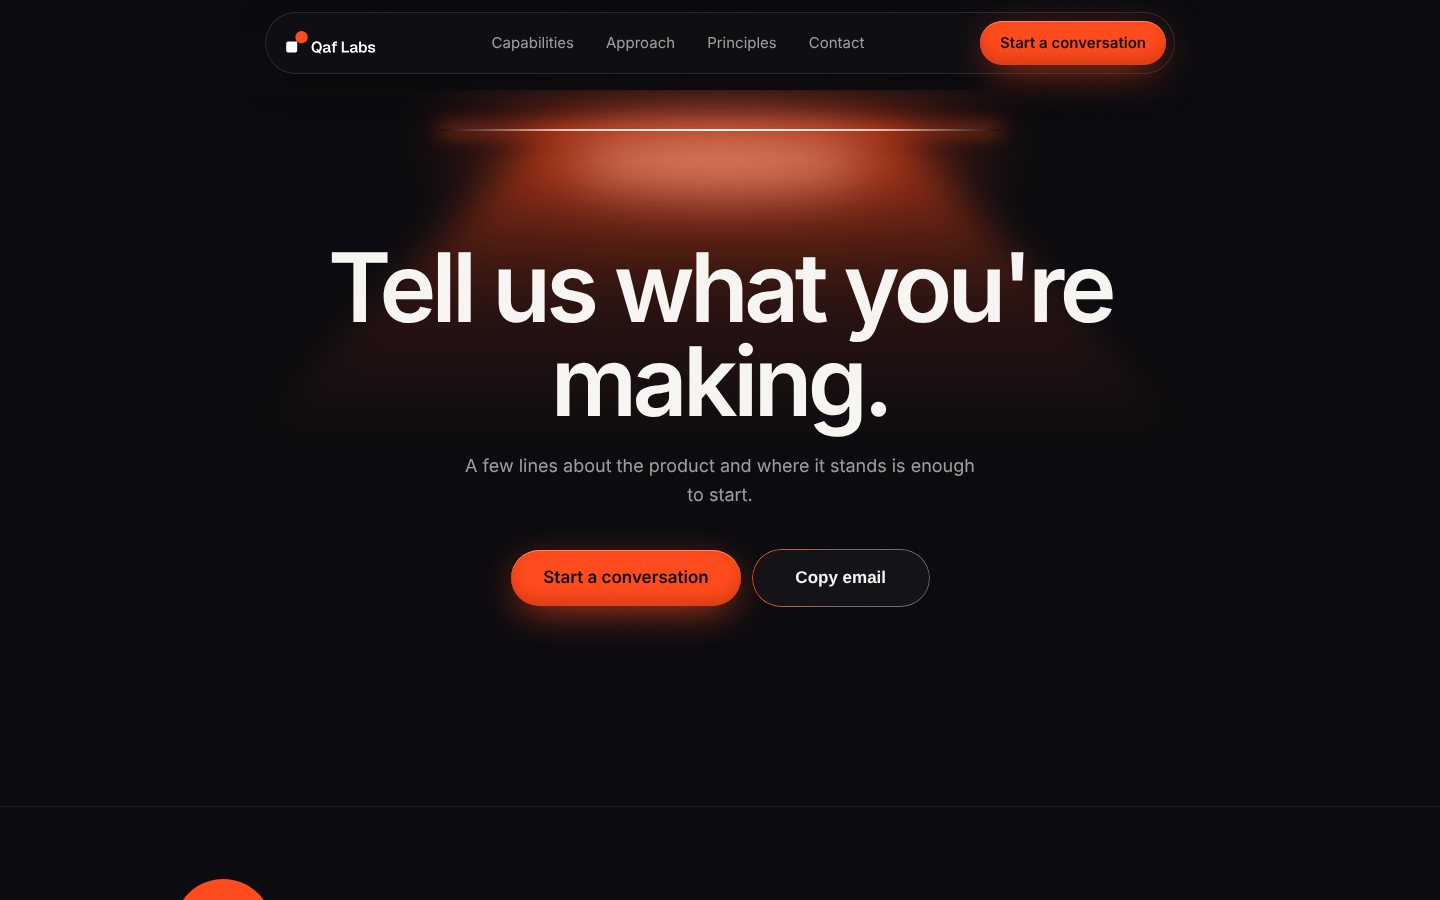 Qaf Labs
Capabilities
Approach
Principles
Contact
Start a conversation
Tell us what you're
making.
A few lines about the product and where it stands is enough
to start.
Start a conversation
Copy email